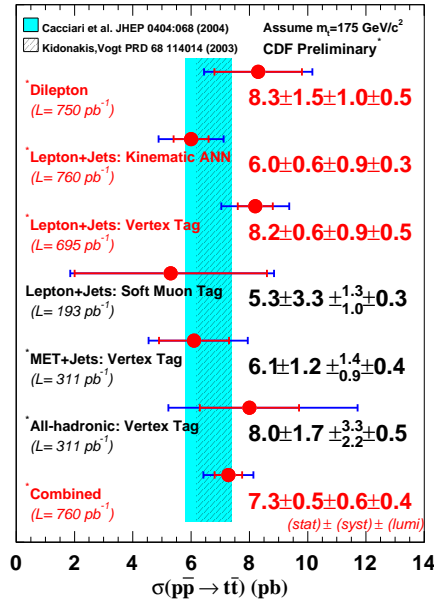 Cacciari et al. JHEP 0404:068 (2004)
Kidonakis,Vogt PRD 68 114014 (2003)
Assume mₜ=175 GeV/c²
CDF Preliminary*
*Dilepton
(L= 750 pb⁻¹)
8.3±1.5±1.0±0.5
*Lepton+Jets: Kinematic ANN
(L= 760 pb⁻¹)
6.0±0.6±0.9±0.3
*Lepton+Jets: Vertex Tag
(L= 695 pb⁻¹)
8.2±0.6±0.9±0.5
Lepton+Jets: Soft Muon Tag
(L= 193 pb⁻¹)
5.3±3.3 ±1.3 1.0 ±0.3
*MET+Jets: Vertex Tag
(L= 311 pb⁻¹)
6.1±1.2 ±1.4 0.9 ±0.4
*All-hadronic: Vertex Tag
(L= 311 pb⁻¹)
8.0±1.7 ±3.3 2.2 ±0.5
*Combined
(L= 760 pb⁻¹)
7.3±0.5±0.6±0.4
(stat) ± (syst) ± (lumi)
0 2 4 6 8 10 12 14
σ(pp̅ → tt̅) (pb)